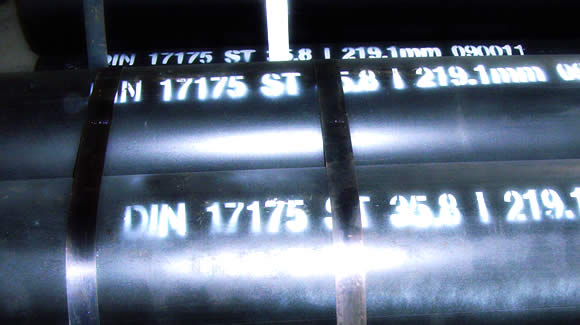 DIN 17175 ST 35.8 I 219.1mm 090011
DIN 17175 ST 35.8 I 219.1mm
DIN 17175 ST 35.8 I 219.1